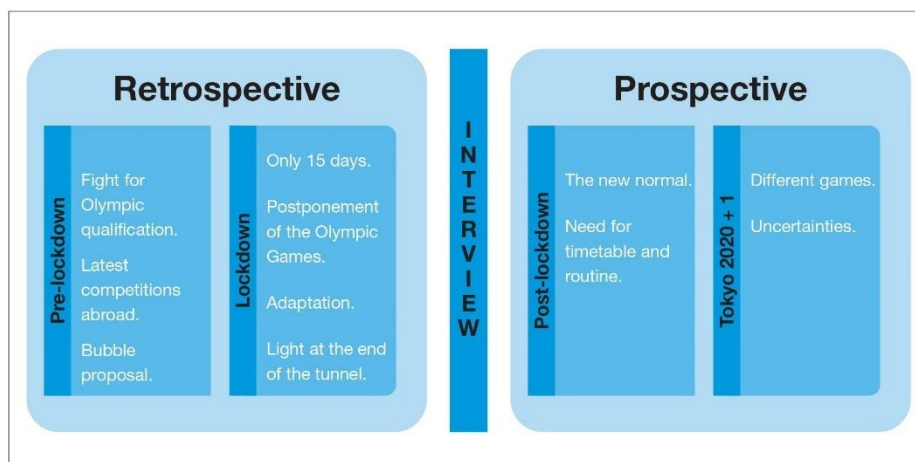 Retrospective
Pre-lockdown
Fight for
Olympic
qualification.
Latest
competitions
abroad.
Bubble
proposal.
Lockdown
Only 15 days.
Postponement
of the Olympic
Games.
Adaptation.
Light at the end
of the tunnel.
INTERVIEW
Prospective
Post-lockdown
The new normal.
Need for
timetable and
routine.
Tokyo 2020 + 1
Different games.
Uncertainties.